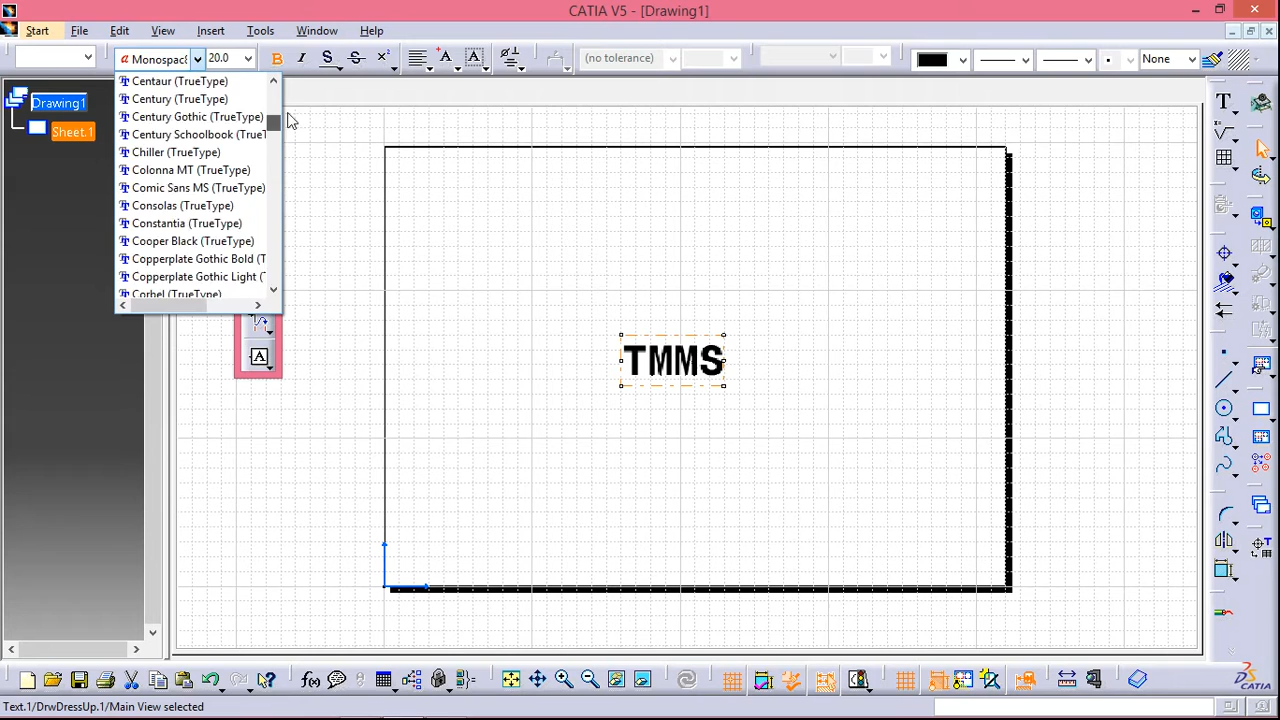 CATIA V5 - [Drawing1]
Start File Edit View Insert Tools Window Help
20.0 B I S S (no tolerance) None
Drawing1
Sheet.1
Centaur (TrueType)
Century (TrueType)
Century Gothic (TrueType)
Century Schoolbook (TrueT
Chiller (TrueType)
Colonna MT (TrueType)
Comic Sans MS (TrueType)
Consolas (TrueType)
Constantia (TrueType)
Cooper Black (TrueType)
Copperplate Gothic Bold (T
Copperplate Gothic Light (T
Corbel (TrueType)
TMMS
CATIA
Text.1/DrwDressUp.1/Main View selected